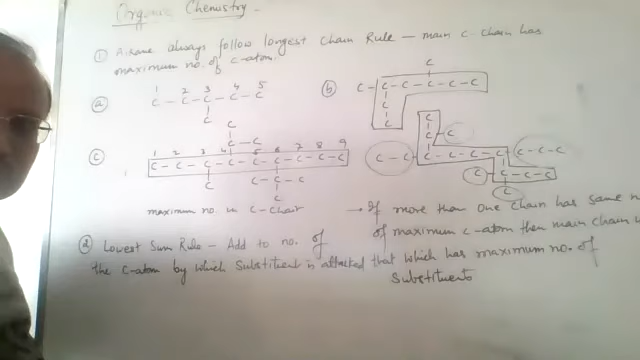 Organic Chemistry -
① Alkane always follow longest Chain Rule - main C-chain has
maximum no. of C-atom.
ⓐ
1 2 3 4 5
C - C - C - C - C
C
ⓑ
C
C - C - C - C - C - C
C
C
C
ⓒ
C
C - C
1 2 3 4 5 6 7 8 9
C - C - C - C - C - C - C - C - C
C
C - C - C
C
C
C - C
C - C
C - C - C - C
C - C - C
C
C - C - C
C
maximum no. in C-Chain
→ If more than one chain has same n
of maximum C-atom then main chain
that which has maximum no. of
Substituents
② Lowest Sum Rule - Add to no. of
the C-atom by which Substituent is attached